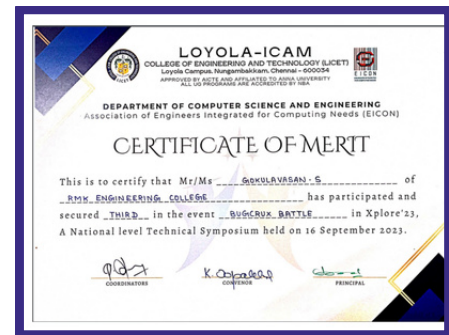 LOYOLA-ICAM
COLLEGE OF ENGINEERING AND TECHNOLOGY (LICET)
Loyola Campus, Nungambakkam, Chennai - 600034
APPROVED BY AICTE AND AFFILIATED TO ANNA UNIVERSITY
ALL UG PROGRAMS ARE ACCREDITED BY NBA
EICON
DEPARTMENT OF COMPUTER SCIENCE AND ENGINEERING
Association of Engineers Integrated for Computing Needs (EICON)
CERTIFICATE OF MERIT
This is to certify that Mr/Ms GOKULAVASAN - S of
RMK ENGINEERING COLLEGE has participated and
secured THIRD in the event BUGCRUX BATTLE in Xplore'23,
A National level Technical Symposium held on 16 September 2023.
COORDINATORS CONVENOR PRINCIPAL